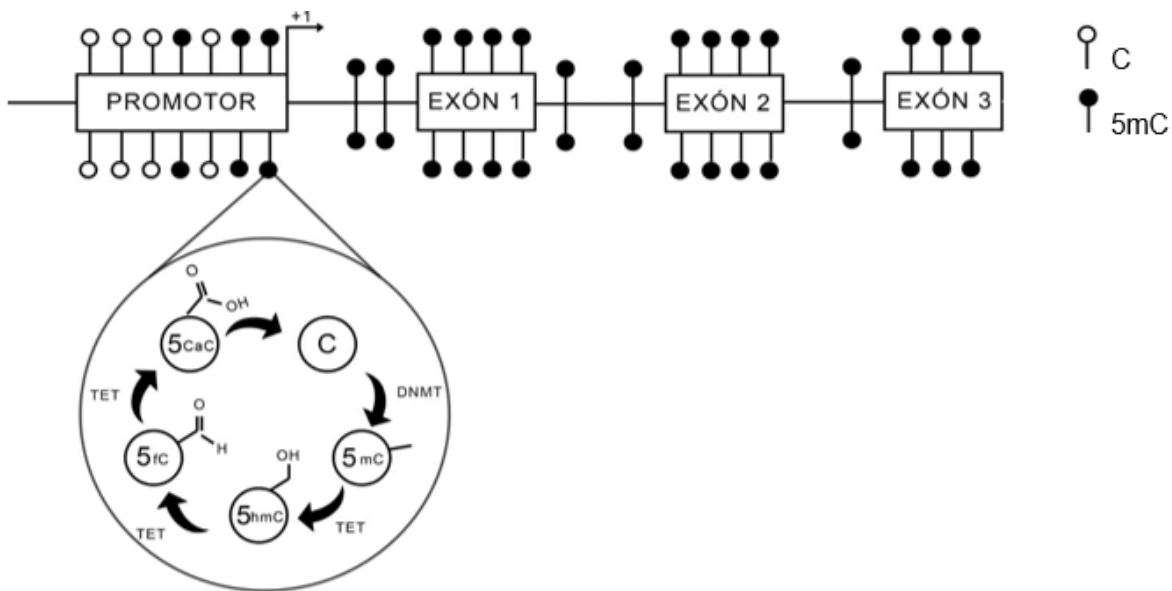 +1
C
PROMOTOR
EXÓN 1
EXÓN 2
EXÓN 3
5mC
O
OH
5CaC
C
TET
DNMT
O
H
5fC
5mC
OH
5hmC
TET
TET